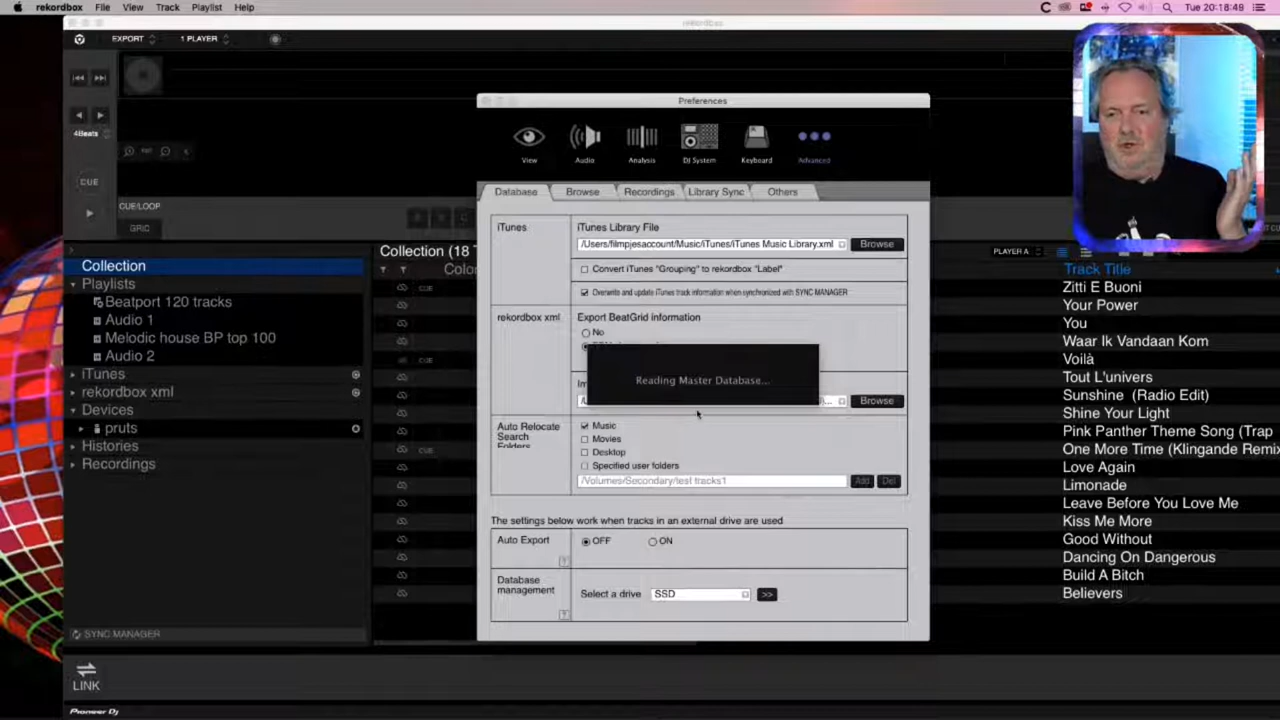 rekordbox File View Track Playlist Help
Tue 20:18:49
rekordbox
EXPORT
1 PLAYER
Preferences
4Beats
View Audio Analysis DJ System Keyboard Advanced
CUE
Database Browse Recordings Library Sync Others
CUE/LOOP
GRID
iTunes
iTunes Library File
/Users/filmpjesaccount/Music/iTunes/iTunes Music Library.xml
Browse
Convert iTunes "Grouping" to rekordbox "Label"
Overwrite and update iTunes track information when synchronized with SYNC MANAGER
rekordbox xml
Export BeatGrid information
No
Reading Master Database...
Browse
Auto Relocate
Search
Folders
Music
Movies
Desktop
Specified user folders
/Volumes/Secondary/test tracks1
Add
Del
The settings below work when tracks in an external drive are used
Auto Export
OFF
ON
?
Database
management
Select a drive
SSD
>>
?
Collection
Playlists
Beatport 120 tracks
Audio 1
Melodic house BP top 100
Audio 2
iTunes
rekordbox xml
Devices
pruts
Histories
Recordings
SYNC MANAGER
LINK
Pioneer Dj
Collection (18 T
Color
CUE
CUE
CUE
PLAYER A
Track Title
Zitti E Buoni
Your Power
You
Waar Ik Vandaan Kom
Voilà
Tout L'univers
Sunshine (Radio Edit)
Shine Your Light
Pink Panther Theme Song (Trap
One More Time (Klingande Remix
Love Again
Limonade
Leave Before You Love Me
Kiss Me More
Good Without
Dancing On Dangerous
Build A Bitch
Believers